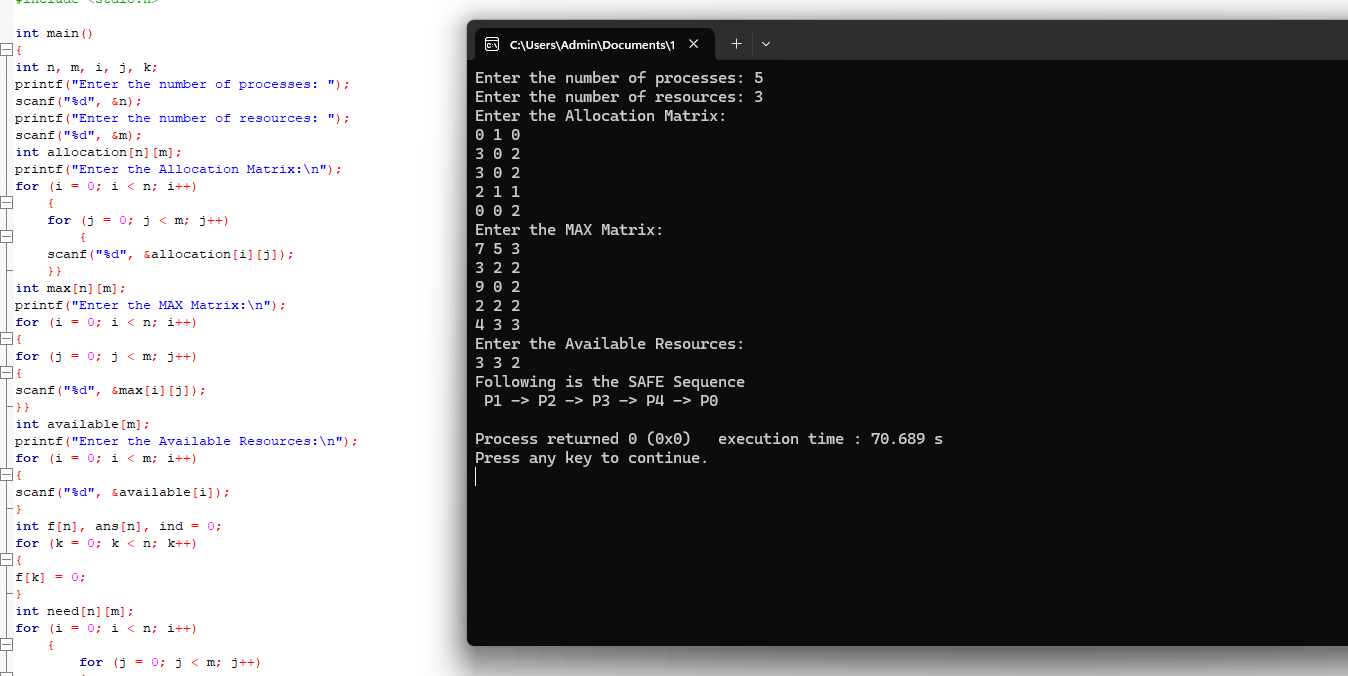 #include <stdio.h>
int main()
{
int n, m, i, j, k;
printf("Enter the number of processes: ");
scanf("%d", &n);
printf("Enter the number of resources: ");
scanf("%d", &m);
int allocation[n][m];
printf("Enter the Allocation Matrix:\n");
for (i = 0; i < n; i++)
{
for (j = 0; j < m; j++)
{
scanf("%d", &allocation[i][j]);
}}
int max[n][m];
printf("Enter the MAX Matrix:\n");
for (i = 0; i < n; i++)
{
for (j = 0; j < m; j++)
{
scanf("%d", &max[i][j]);
}}
int available[m];
printf("Enter the Available Resources:\n");
for (i = 0; i < m; i++)
{
scanf("%d", &available[i]);
}
int f[n], ans[n], ind = 0;
for (k = 0; k < n; k++)
{
f[k] = 0;
}
int need[n][m];
for (i = 0; i < n; i++)
{
for (j = 0; j < m; j++)
C:\Users\Admin\Documents\1
Enter the number of processes: 5
Enter the number of resources: 3
Enter the Allocation Matrix:
0 1 0
3 0 2
3 0 2
2 1 1
0 0 2
Enter the MAX Matrix:
7 5 3
3 2 2
9 0 2
2 2 2
4 3 3
Enter the Available Resources:
3 3 2
Following is the SAFE Sequence
P1 -> P2 -> P3 -> P4 -> P0
Process returned 0 (0x0)   execution time : 70.689 s
Press any key to continue.